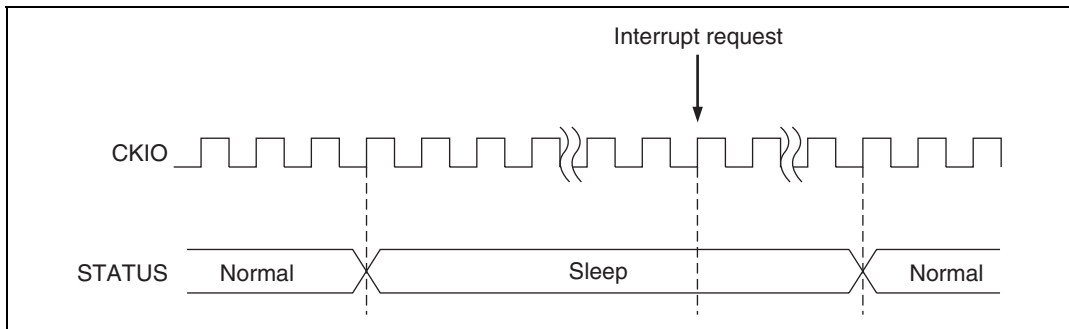 Interrupt request
CKIO
STATUS
Normal
Sleep
Normal